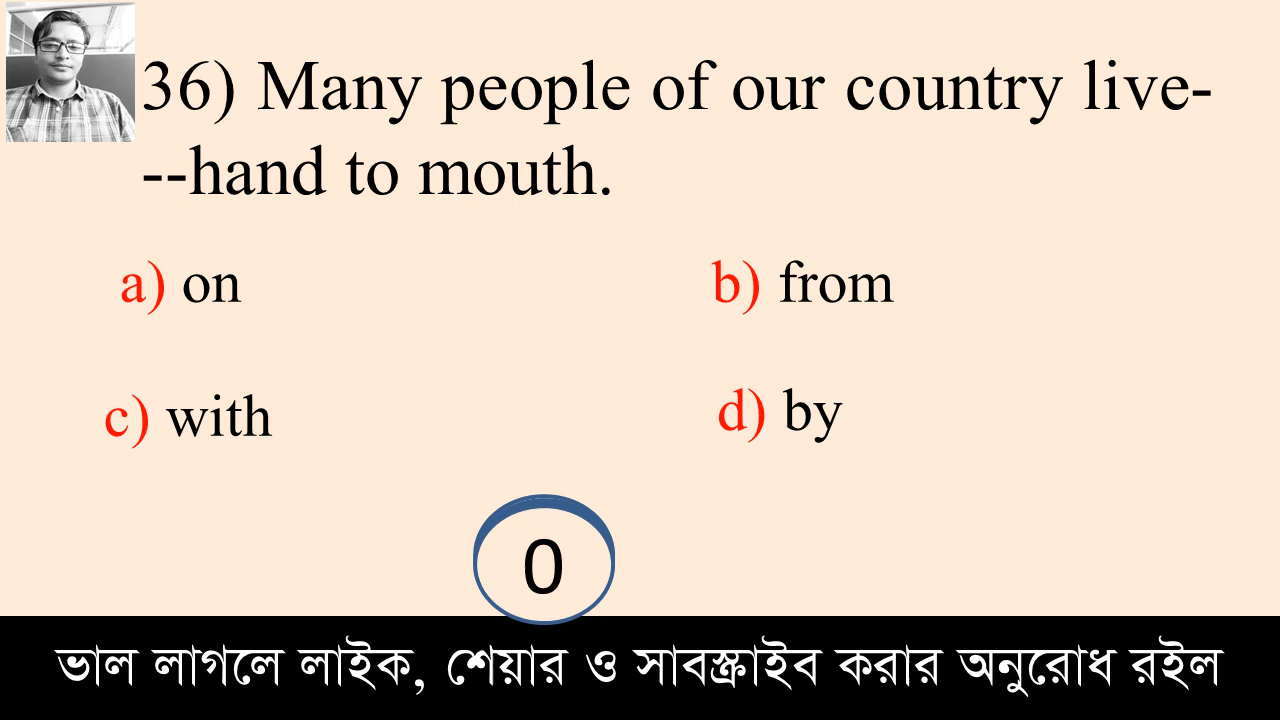 36) Many people of our country live-
--hand to mouth.
a) on
b) from
c) with
d) by
0
ভাল লাগলে লাইক, শেয়ার ও সাবস্ক্রাইব করার অনুরোধ রইল